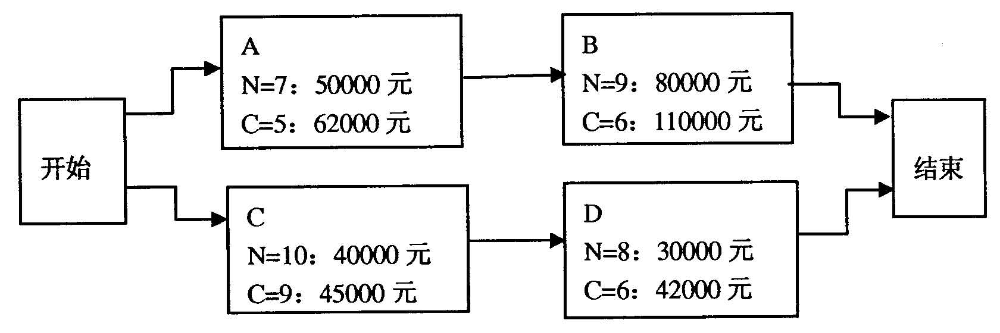 开始
A
N=7：50000 元
C=5：62000 元
B
N=9：80000 元
C=6：110000 元
C
N=10：40000 元
C=9：45000 元
D
N=8：30000 元
C=6：42000 元
结束